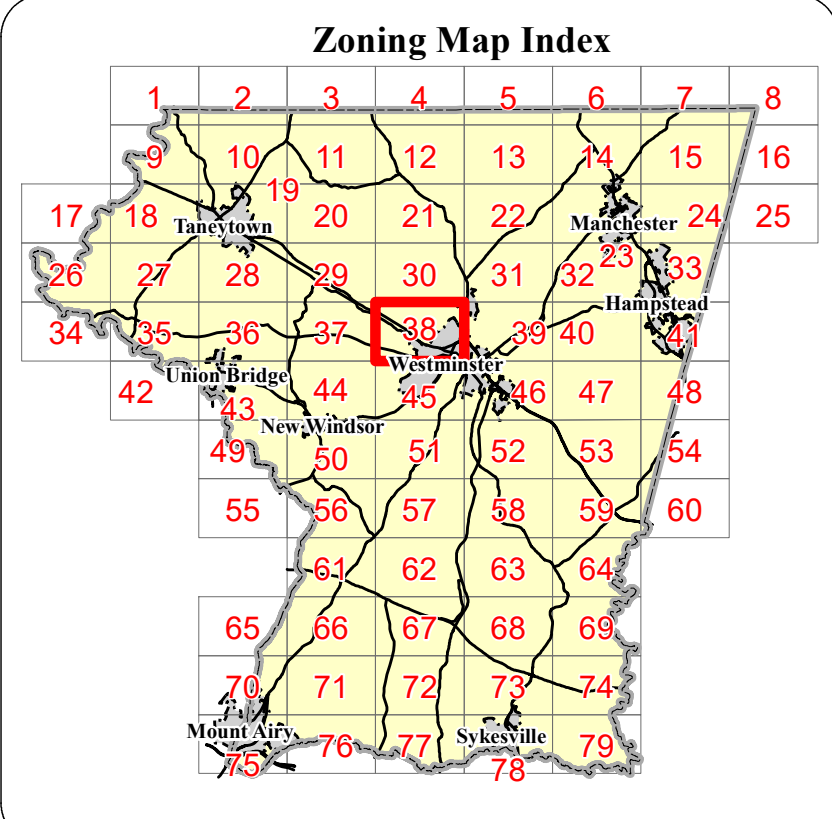 Zoning Map Index
1 2 3 4 5 6 7 8
9 10 11 12 13 14 15 16
17 18 19 20 21 22 24 25
Taneytown Manchester
26 27 28 29 30 31 32 23 33
Hampstead
34 35 36 37 38 39 40 41
Westminster
Union Bridge
42 43 44 45 46 47 48
New Windsor
49 50 51 52 53 54
55 56 57 58 59 60
61 62 63 64
65 66 67 68 69
70 71 72 73 74
Mount Airy Sykesville
75 76 77 78 79